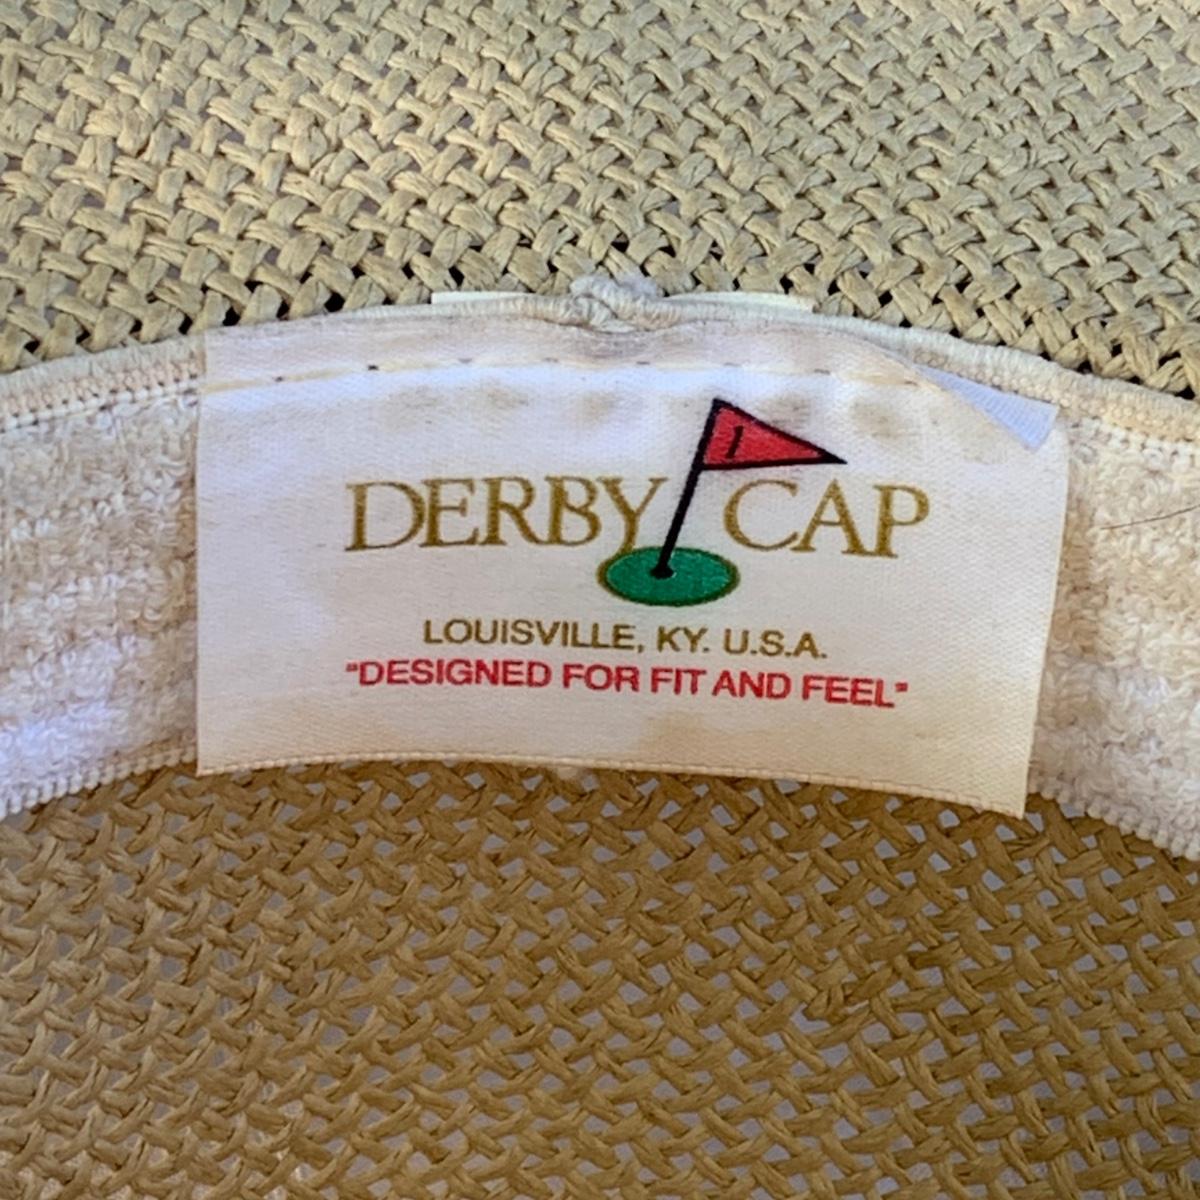 DERBY CAP
1
LOUISVILLE, KY. U.S.A.
"DESIGNED FOR FIT AND FEEL"